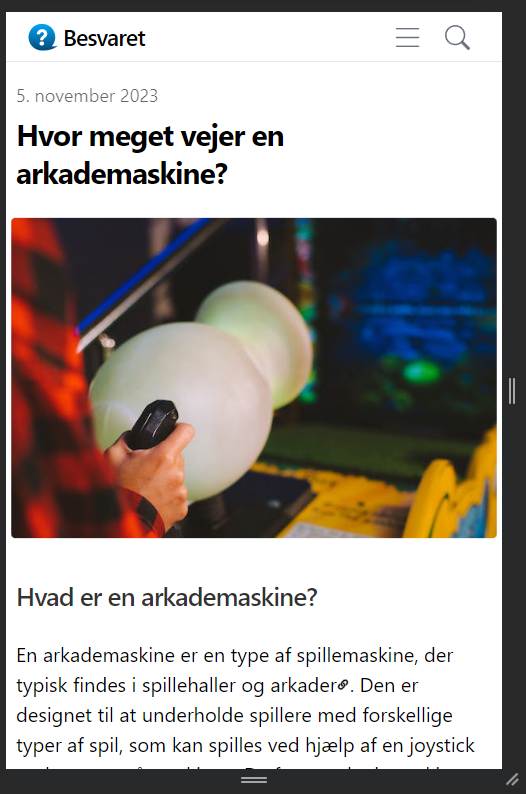 Besvaret
5. november 2023
Hvor meget vejer en
arkademaskine?
Hvad er en arkademaskine?
En arkademaskine er en type af spillemaskine, der
typisk findes i spillehaller og arkader. Den er
designet til at underholde spillere med forskellige
typer af spil, som kan spilles ved hjælp af en joystick